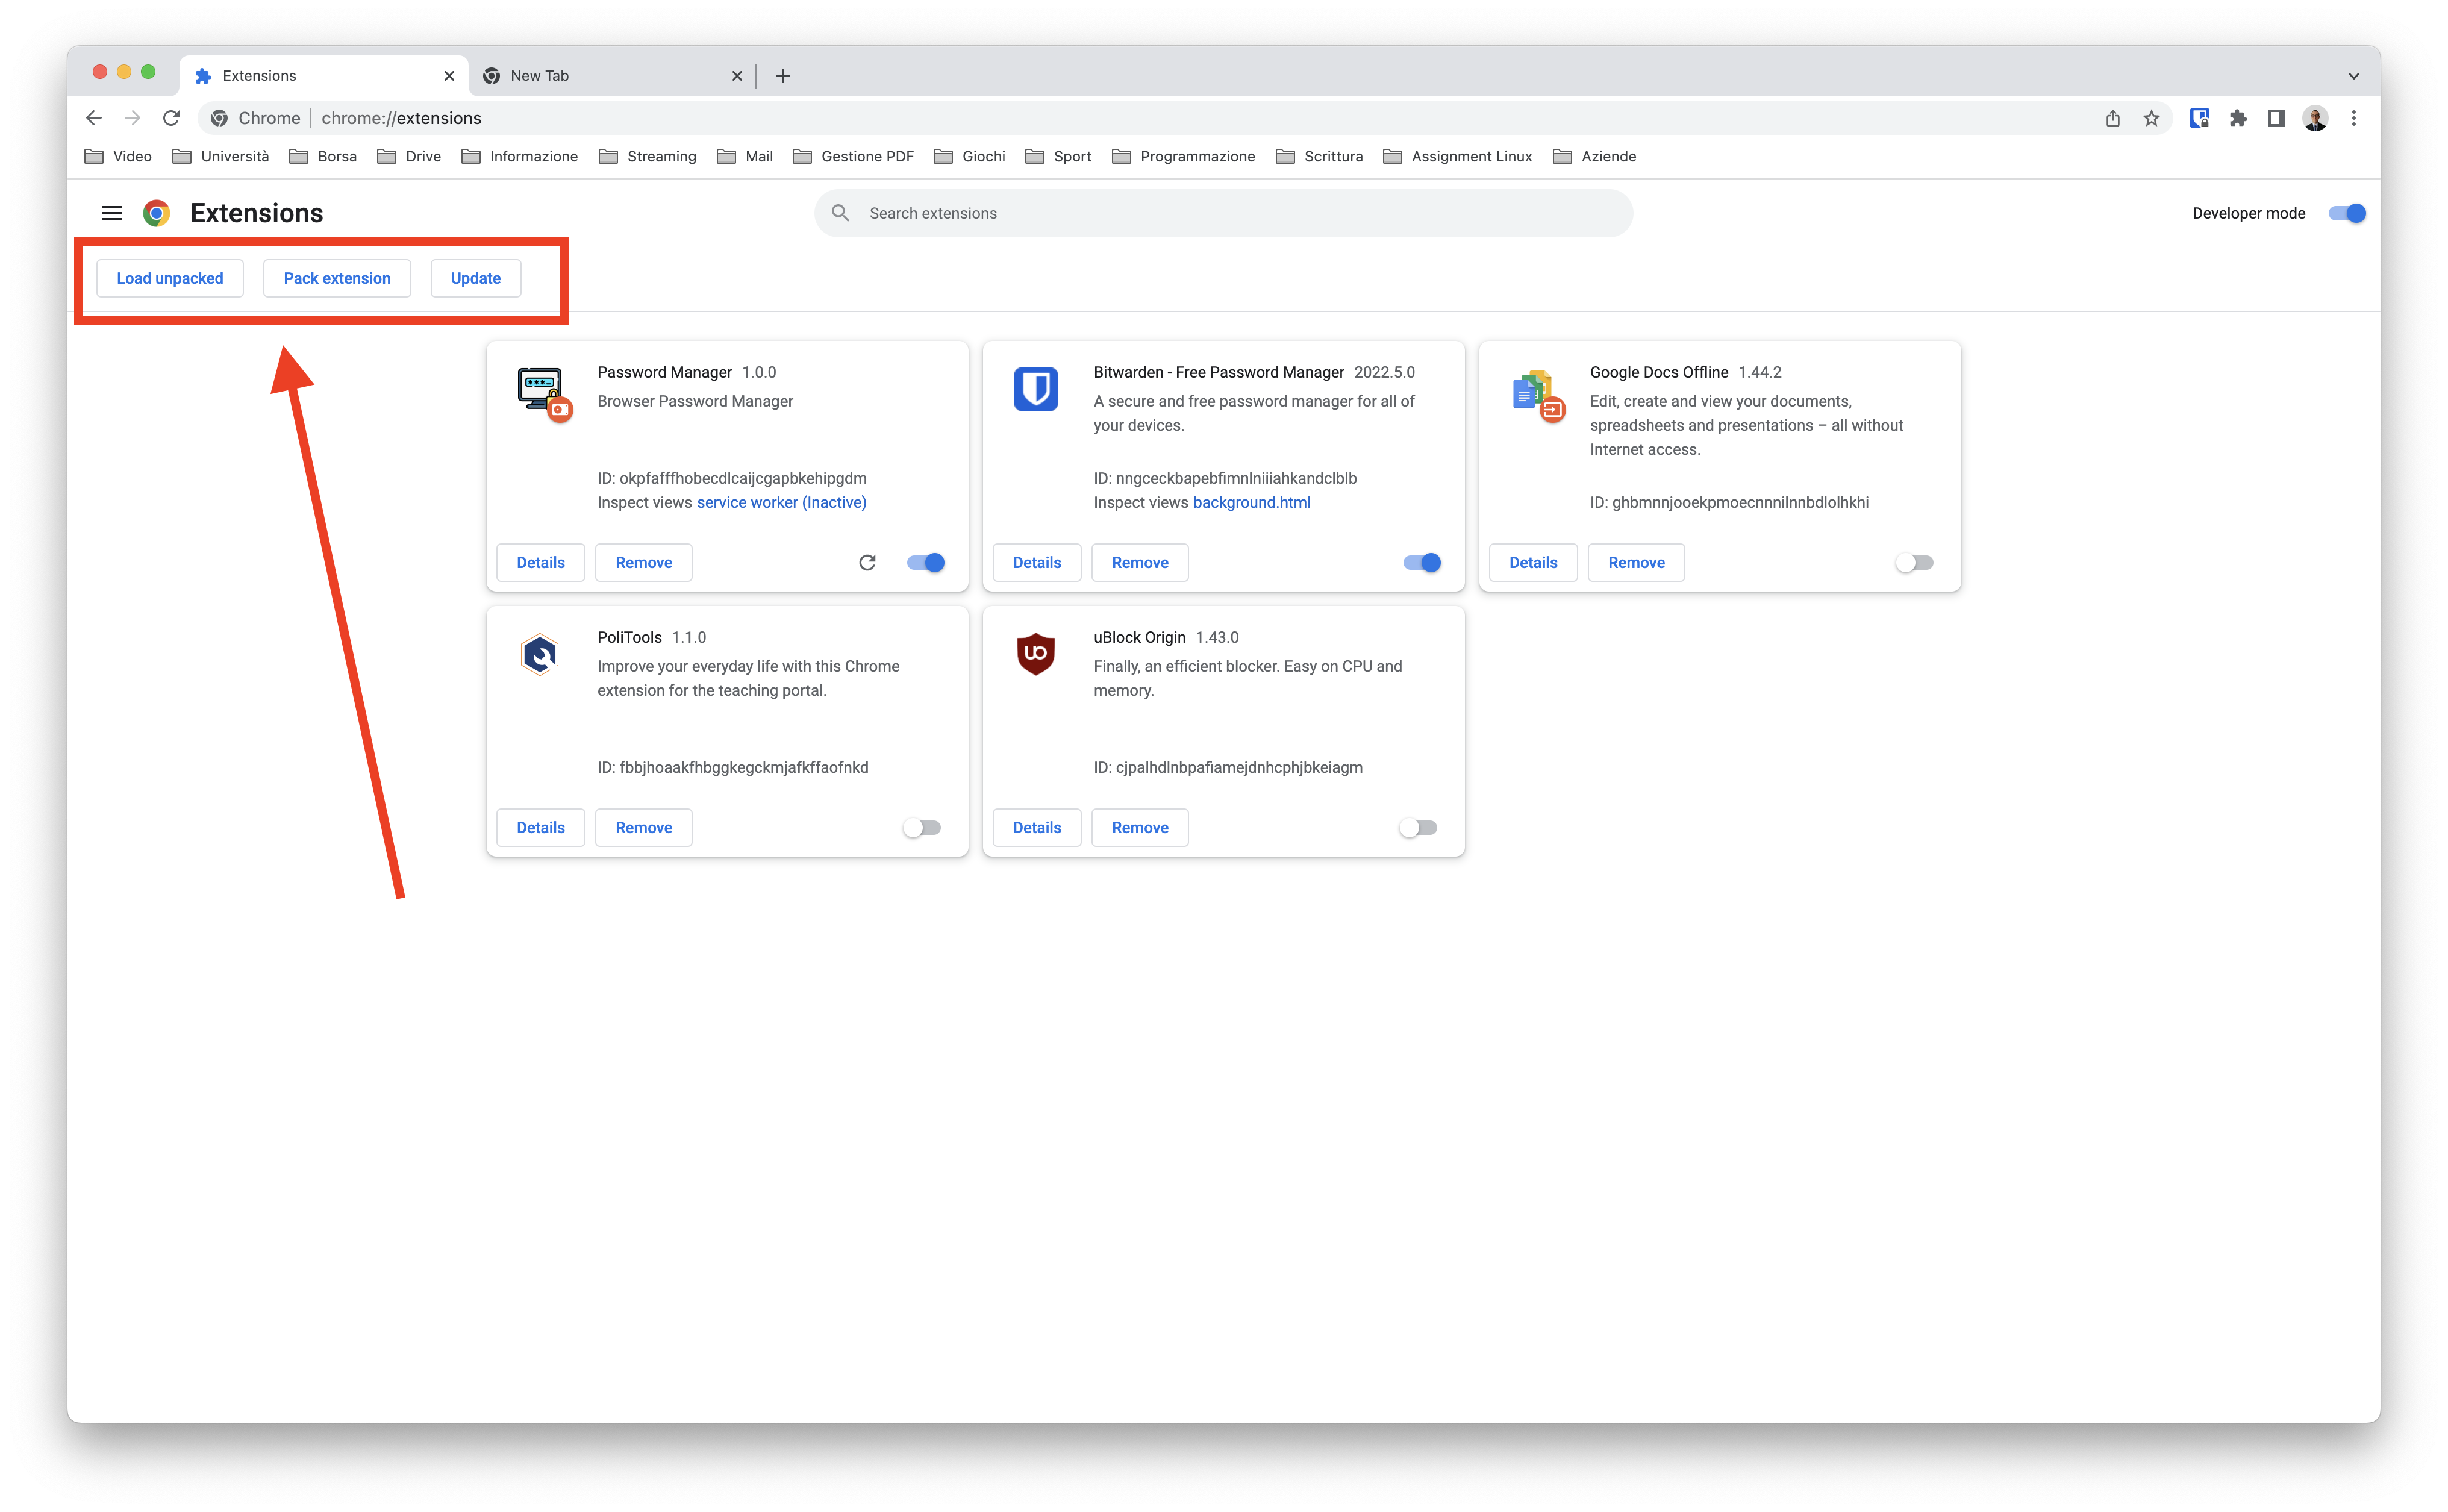 Extensions
New Tab
Chrome | chrome://extensions
Video Università Borsa Drive Informazione Streaming Mail Gestione PDF Giochi Sport Programmazione Scrittura Assignment Linux Aziende
Extensions
Search extensions
Developer mode
Load unpacked Pack extension Update
Password Manager 1.0.0
Browser Password Manager
ID: okpfafffhobecdlcaijcgapbkehipgdm
Inspect views service worker (Inactive)
Details Remove
Bitwarden - Free Password Manager 2022.5.0
A secure and free password manager for all of
your devices.
ID: nngceckbapebfimnlniiiahkandclblb
Inspect views background.html
Details Remove
Google Docs Offline 1.44.2
Edit, create and view your documents,
spreadsheets and presentations – all without
Internet access.
ID: ghbmnnjooekpmoecnnnilnnbdlolhkhi
Details Remove
PoliTools 1.1.0
Improve your everyday life with this Chrome
extension for the teaching portal.
ID: fbbjhoaakfhbggkegckmjafkffaofnkd
Details Remove
uBlock Origin 1.43.0
Finally, an efficient blocker. Easy on CPU and
memory.
ID: cjpalhdlnbpafiamejdnhcphjbkeiagm
Details Remove